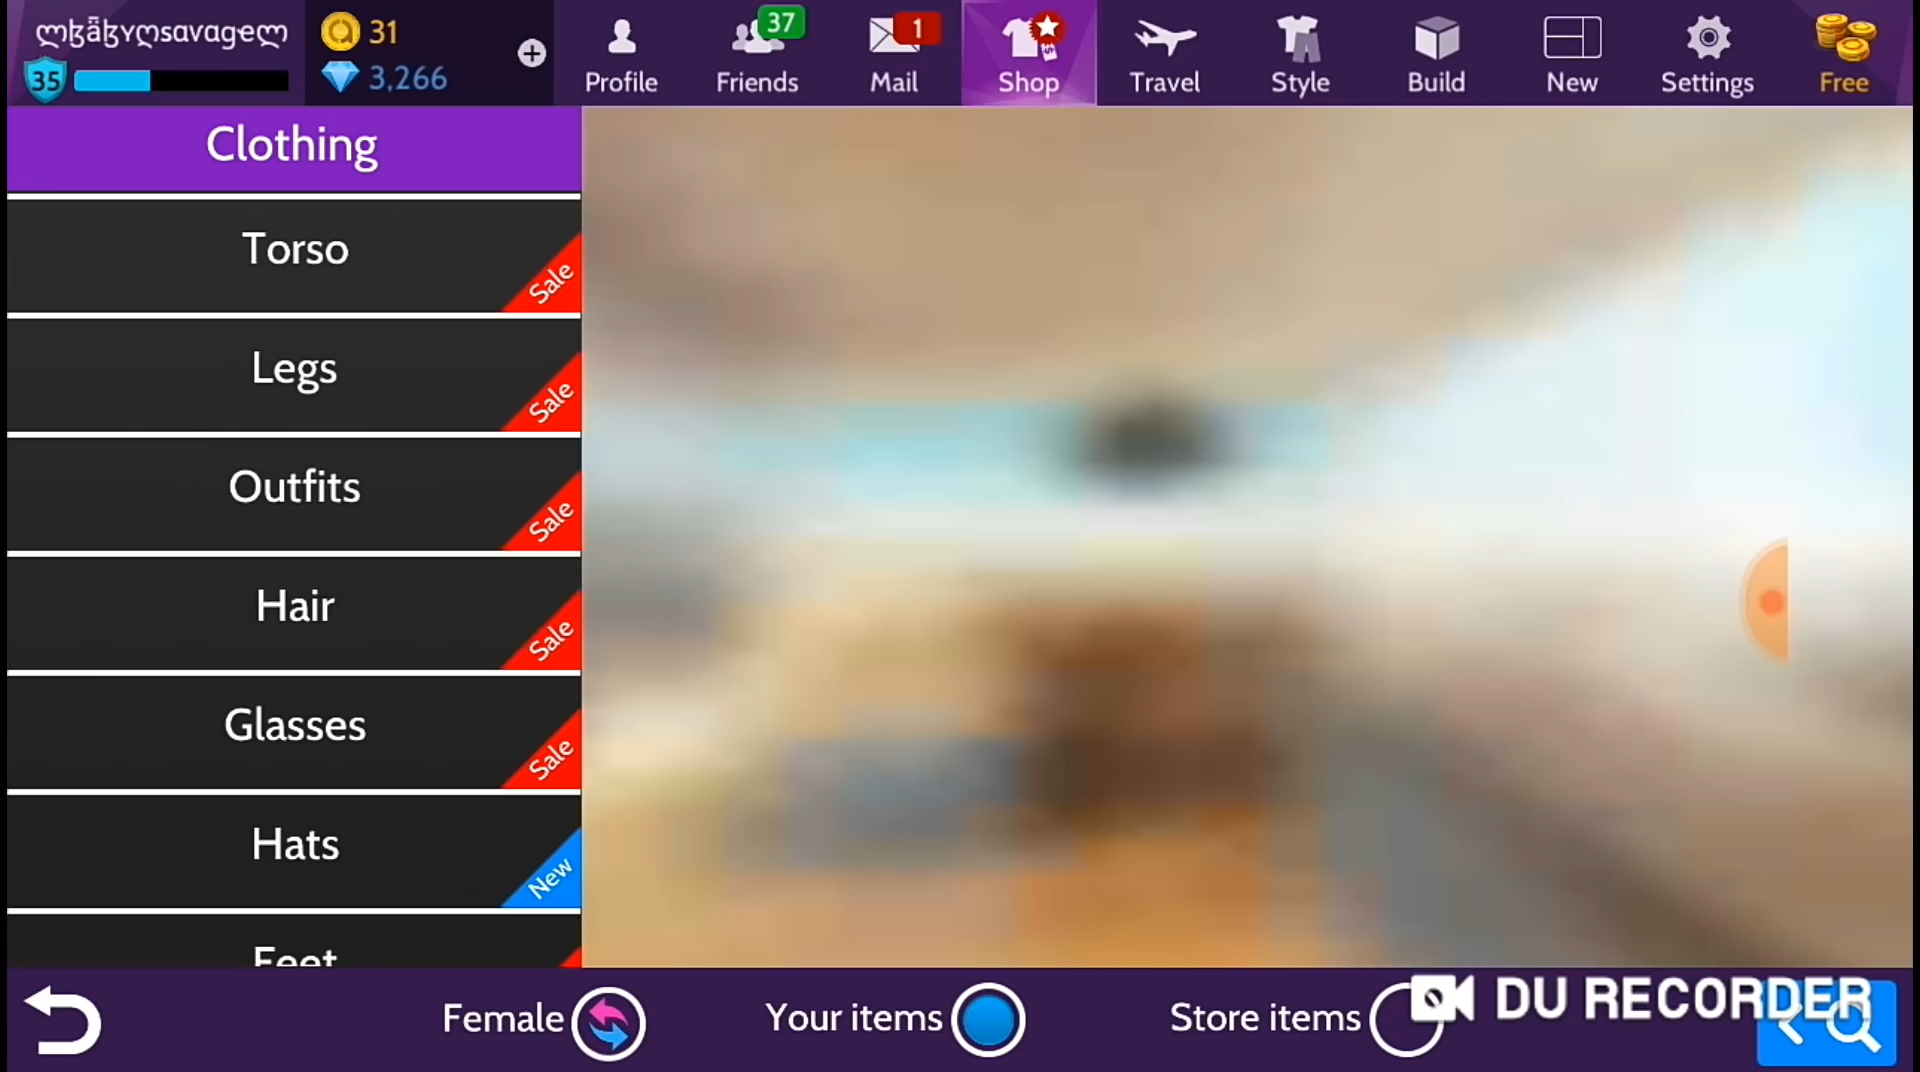 ლɮǟɮʏღsαvαgeლ
35
31
3,266
Profile
37
Friends
1
Mail
Shop
Travel
Style
Build
New
Settings
Free
Clothing
Torso
Sale
Legs
Sale
Outfits
Sale
Hair
Sale
Glasses
Sale
Hats
New
Feet
Female
Your items
Store items
DU RECORDER